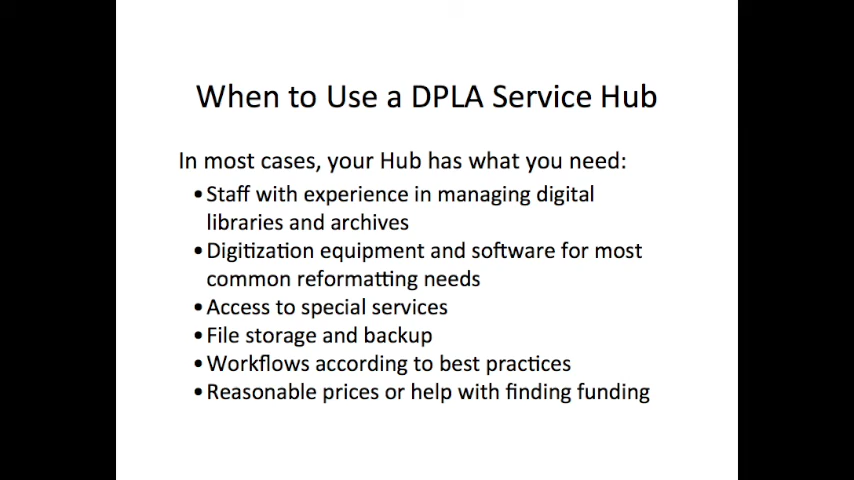 When to Use a DPLA Service Hub
In most cases, your Hub has what you need:
•Staff with experience in managing digital
libraries and archives
•Digitization equipment and software for most
common reformatting needs
•Access to special services
•File storage and backup
•Workflows according to best practices
•Reasonable prices or help with finding funding